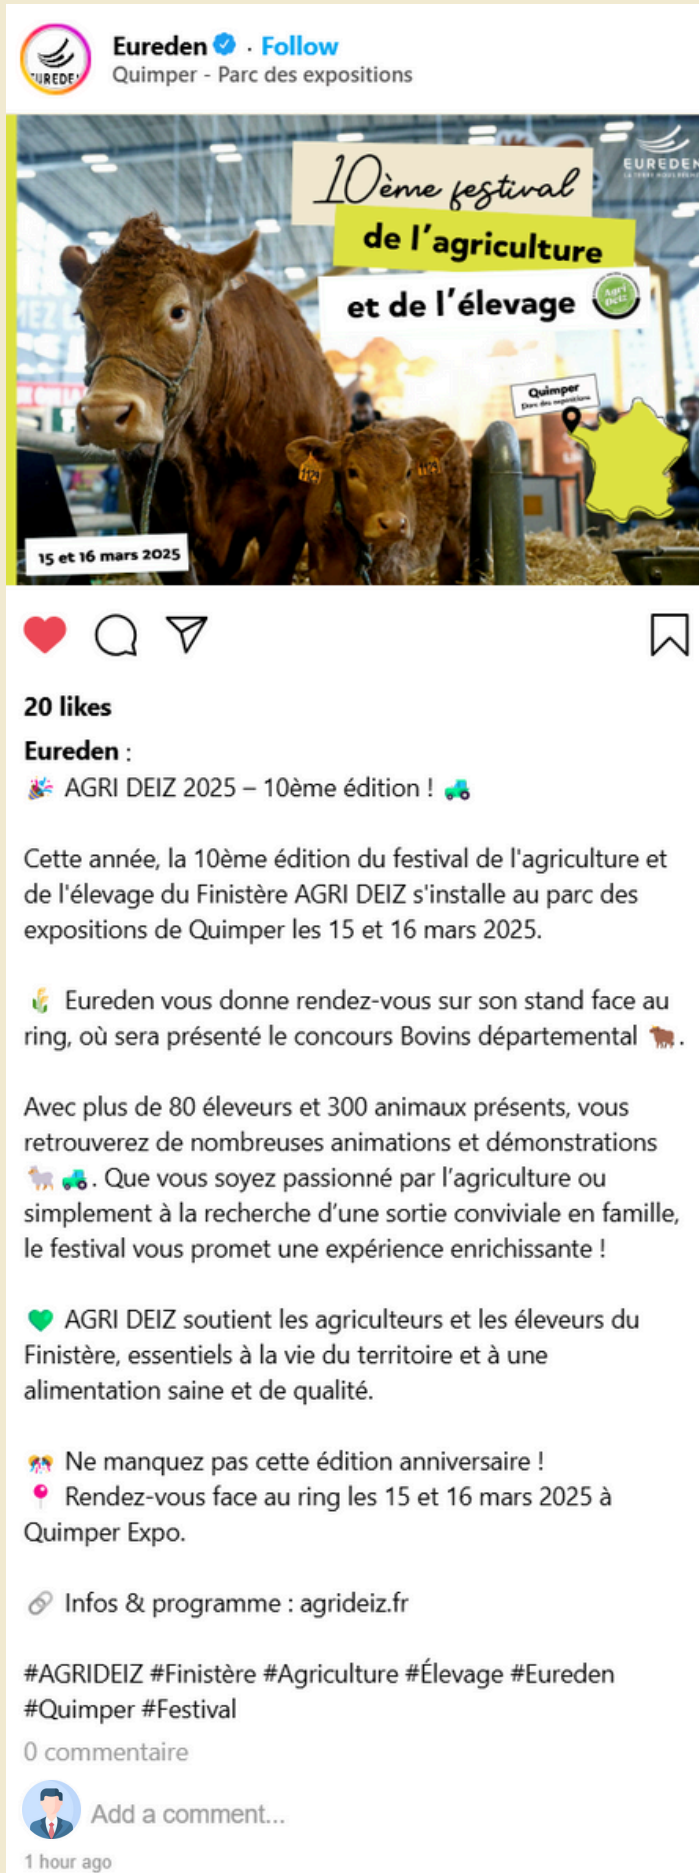 Eureden · Follow
Quimper - Parc des expositions
EUREDEN
10ème festival
de l'agriculture
et de l'élevage
Agri
Deiz
Quimper
Parc des expositions
1129
1129
15 et 16 mars 2025
20 likes
Eureden :
🎉 AGRI DEIZ 2025 – 10ème édition ! 🚜
Cette année, la 10ème édition du festival de l'agriculture et
de l'élevage du Finistère AGRI DEIZ s'installe au parc des
expositions de Quimper les 15 et 16 mars 2025.
🌾 Eureden vous donne rendez-vous sur son stand face au
ring, où sera présenté le concours Bovins départemental 🐂.
Avec plus de 80 éleveurs et 300 animaux présents, vous
retrouverez de nombreuses animations et démonstrations
🐑 🚜. Que vous soyez passionné par l'agriculture ou
simplement à la recherche d'une sortie conviviale en famille,
le festival vous promet une expérience enrichissante !
💚 AGRI DEIZ soutient les agriculteurs et les éleveurs du
Finistère, essentiels à la vie du territoire et à une
alimentation saine et de qualité.
🎊 Ne manquez pas cette édition anniversaire !
📍 Rendez-vous face au ring les 15 et 16 mars 2025 à
Quimper Expo.
🔗 Infos & programme : agrideiz.fr
#AGRIDEIZ #Finistère #Agriculture #Élevage #Eureden
#Quimper #Festival
0 commentaire
Add a comment...
1 hour ago